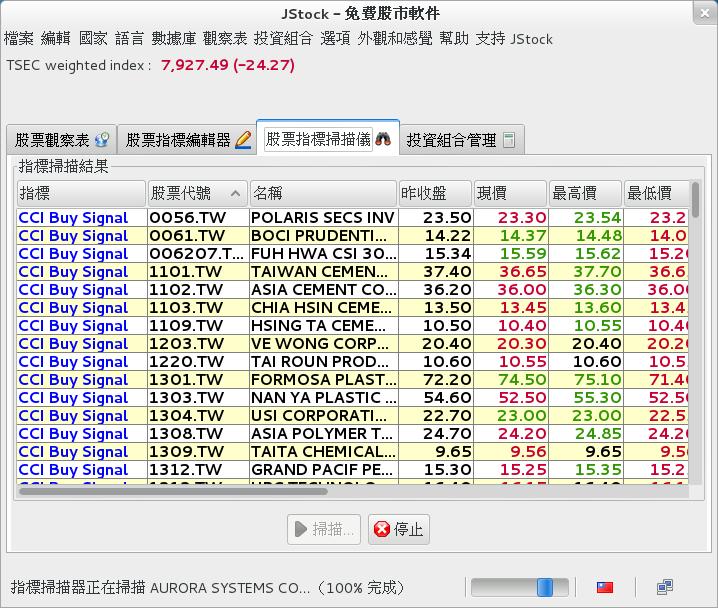 JStock - 免費股市軟件
檔案 編輯 國家 語言 數據庫 觀察表 投資組合 選項 外觀和感覺 幫助 支持 JStock
TSEC weighted index : 7,927.49 (-24.27)
股票觀察表 股票指標編輯器 股票指標掃描儀 投資組合管理
指標掃描結果
指標 股票代號 名稱 昨收盤 現價 最高價 最低價
CCI Buy Signal 0056.TW POLARIS SECS INV 23.50 23.30 23.54 23.2
CCI Buy Signal 0061.TW BOCI PRUDENTI... 14.22 14.37 14.48 14.0
CCI Buy Signal 006207.T... FUH HWA CSI 30... 15.34 15.59 15.62 15.20
CCI Buy Signal 1101.TW TAIWAN CEMEN... 37.40 36.65 37.70 36.6
CCI Buy Signal 1102.TW ASIA CEMENT CO... 36.20 36.00 36.30 36.00
CCI Buy Signal 1103.TW CHIA HSIN CEME... 13.50 13.45 13.60 13.4
CCI Buy Signal 1109.TW HSING TA CEME... 10.50 10.40 10.55 10.40
CCI Buy Signal 1203.TW VE WONG CORP... 20.40 20.30 20.40 20.20
CCI Buy Signal 1220.TW TAI ROUN PROD... 10.60 10.55 10.60 10.5
CCI Buy Signal 1301.TW FORMOSA PLAST... 72.20 74.50 75.10 71.40
CCI Buy Signal 1303.TW NAN YA PLASTIC ... 54.60 52.50 55.30 52.50
CCI Buy Signal 1304.TW USI CORPORATI... 22.70 23.00 23.00 22.5
CCI Buy Signal 1308.TW ASIA POLYMER T... 24.70 24.20 24.85 24.20
CCI Buy Signal 1309.TW TAITA CHEMICAL... 9.65 9.56 9.65 9.50
CCI Buy Signal 1312.TW GRAND PACIF PE... 15.30 15.25 15.35 15.2
掃描... 停止
指標掃描器正在掃描 AURORA SYSTEMS CO... （100% 完成）